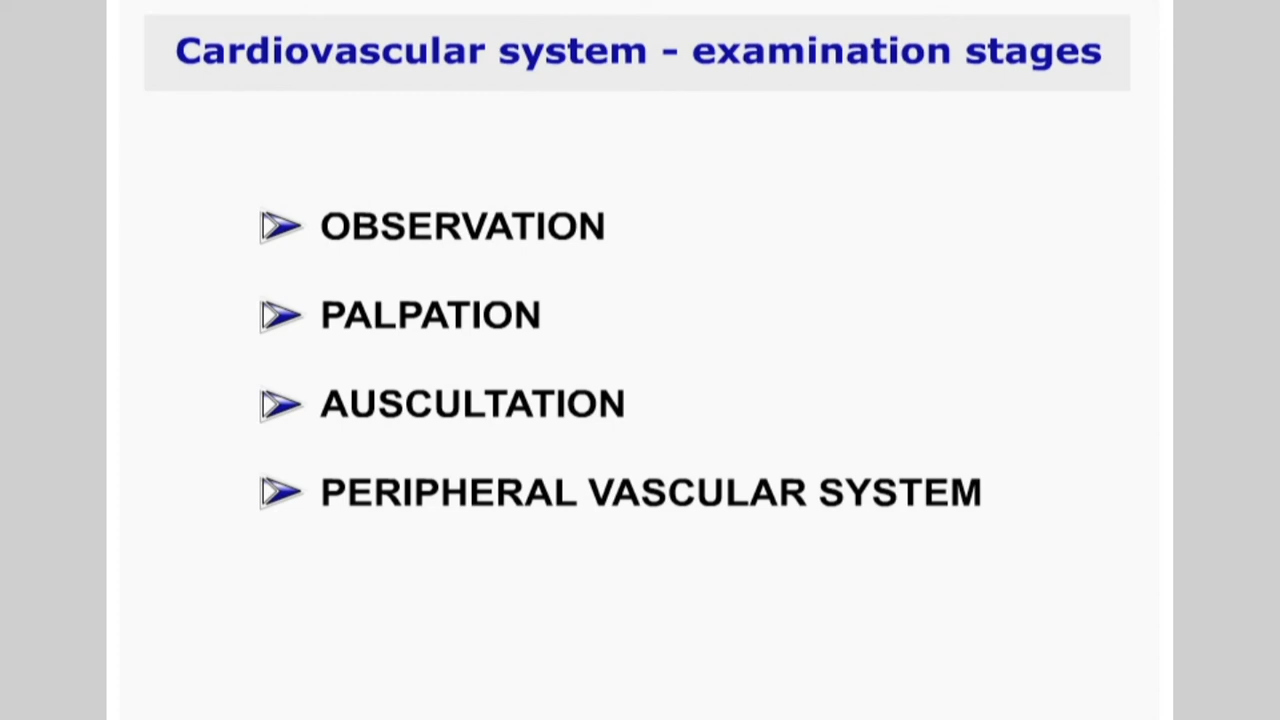 Cardiovascular system - examination stages
OBSERVATION
PALPATION
AUSCULTATION
PERIPHERAL VASCULAR SYSTEM